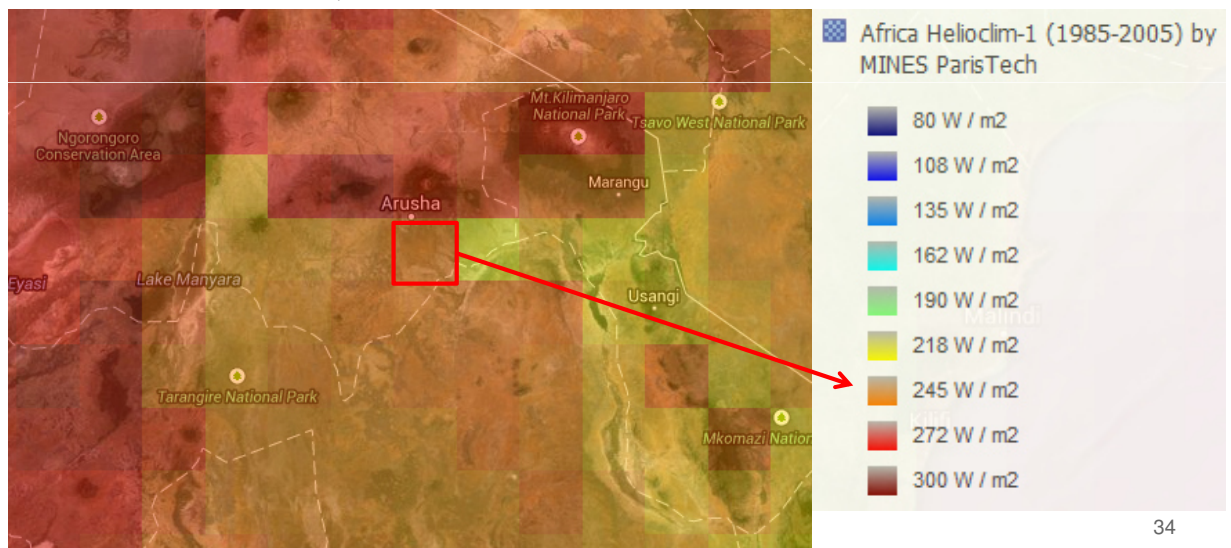 Mt.Kilimanjaro
National Park
Tsavo West National Park
Ngorongoro
Conservation Area
Marangu
Arusha
Eyasi
Lake Manyara
Usangi
Tarangire National Park
Mkomazi Nation
Africa Helioclim-1 (1985-2005) by
MINES ParisTech
80 W / m2
108 W / m2
135 W / m2
162 W / m2
190 W / m2
Malindi
218 W / m2
245 W / m2
Kilifi
272 W / m2
300 W / m2
34